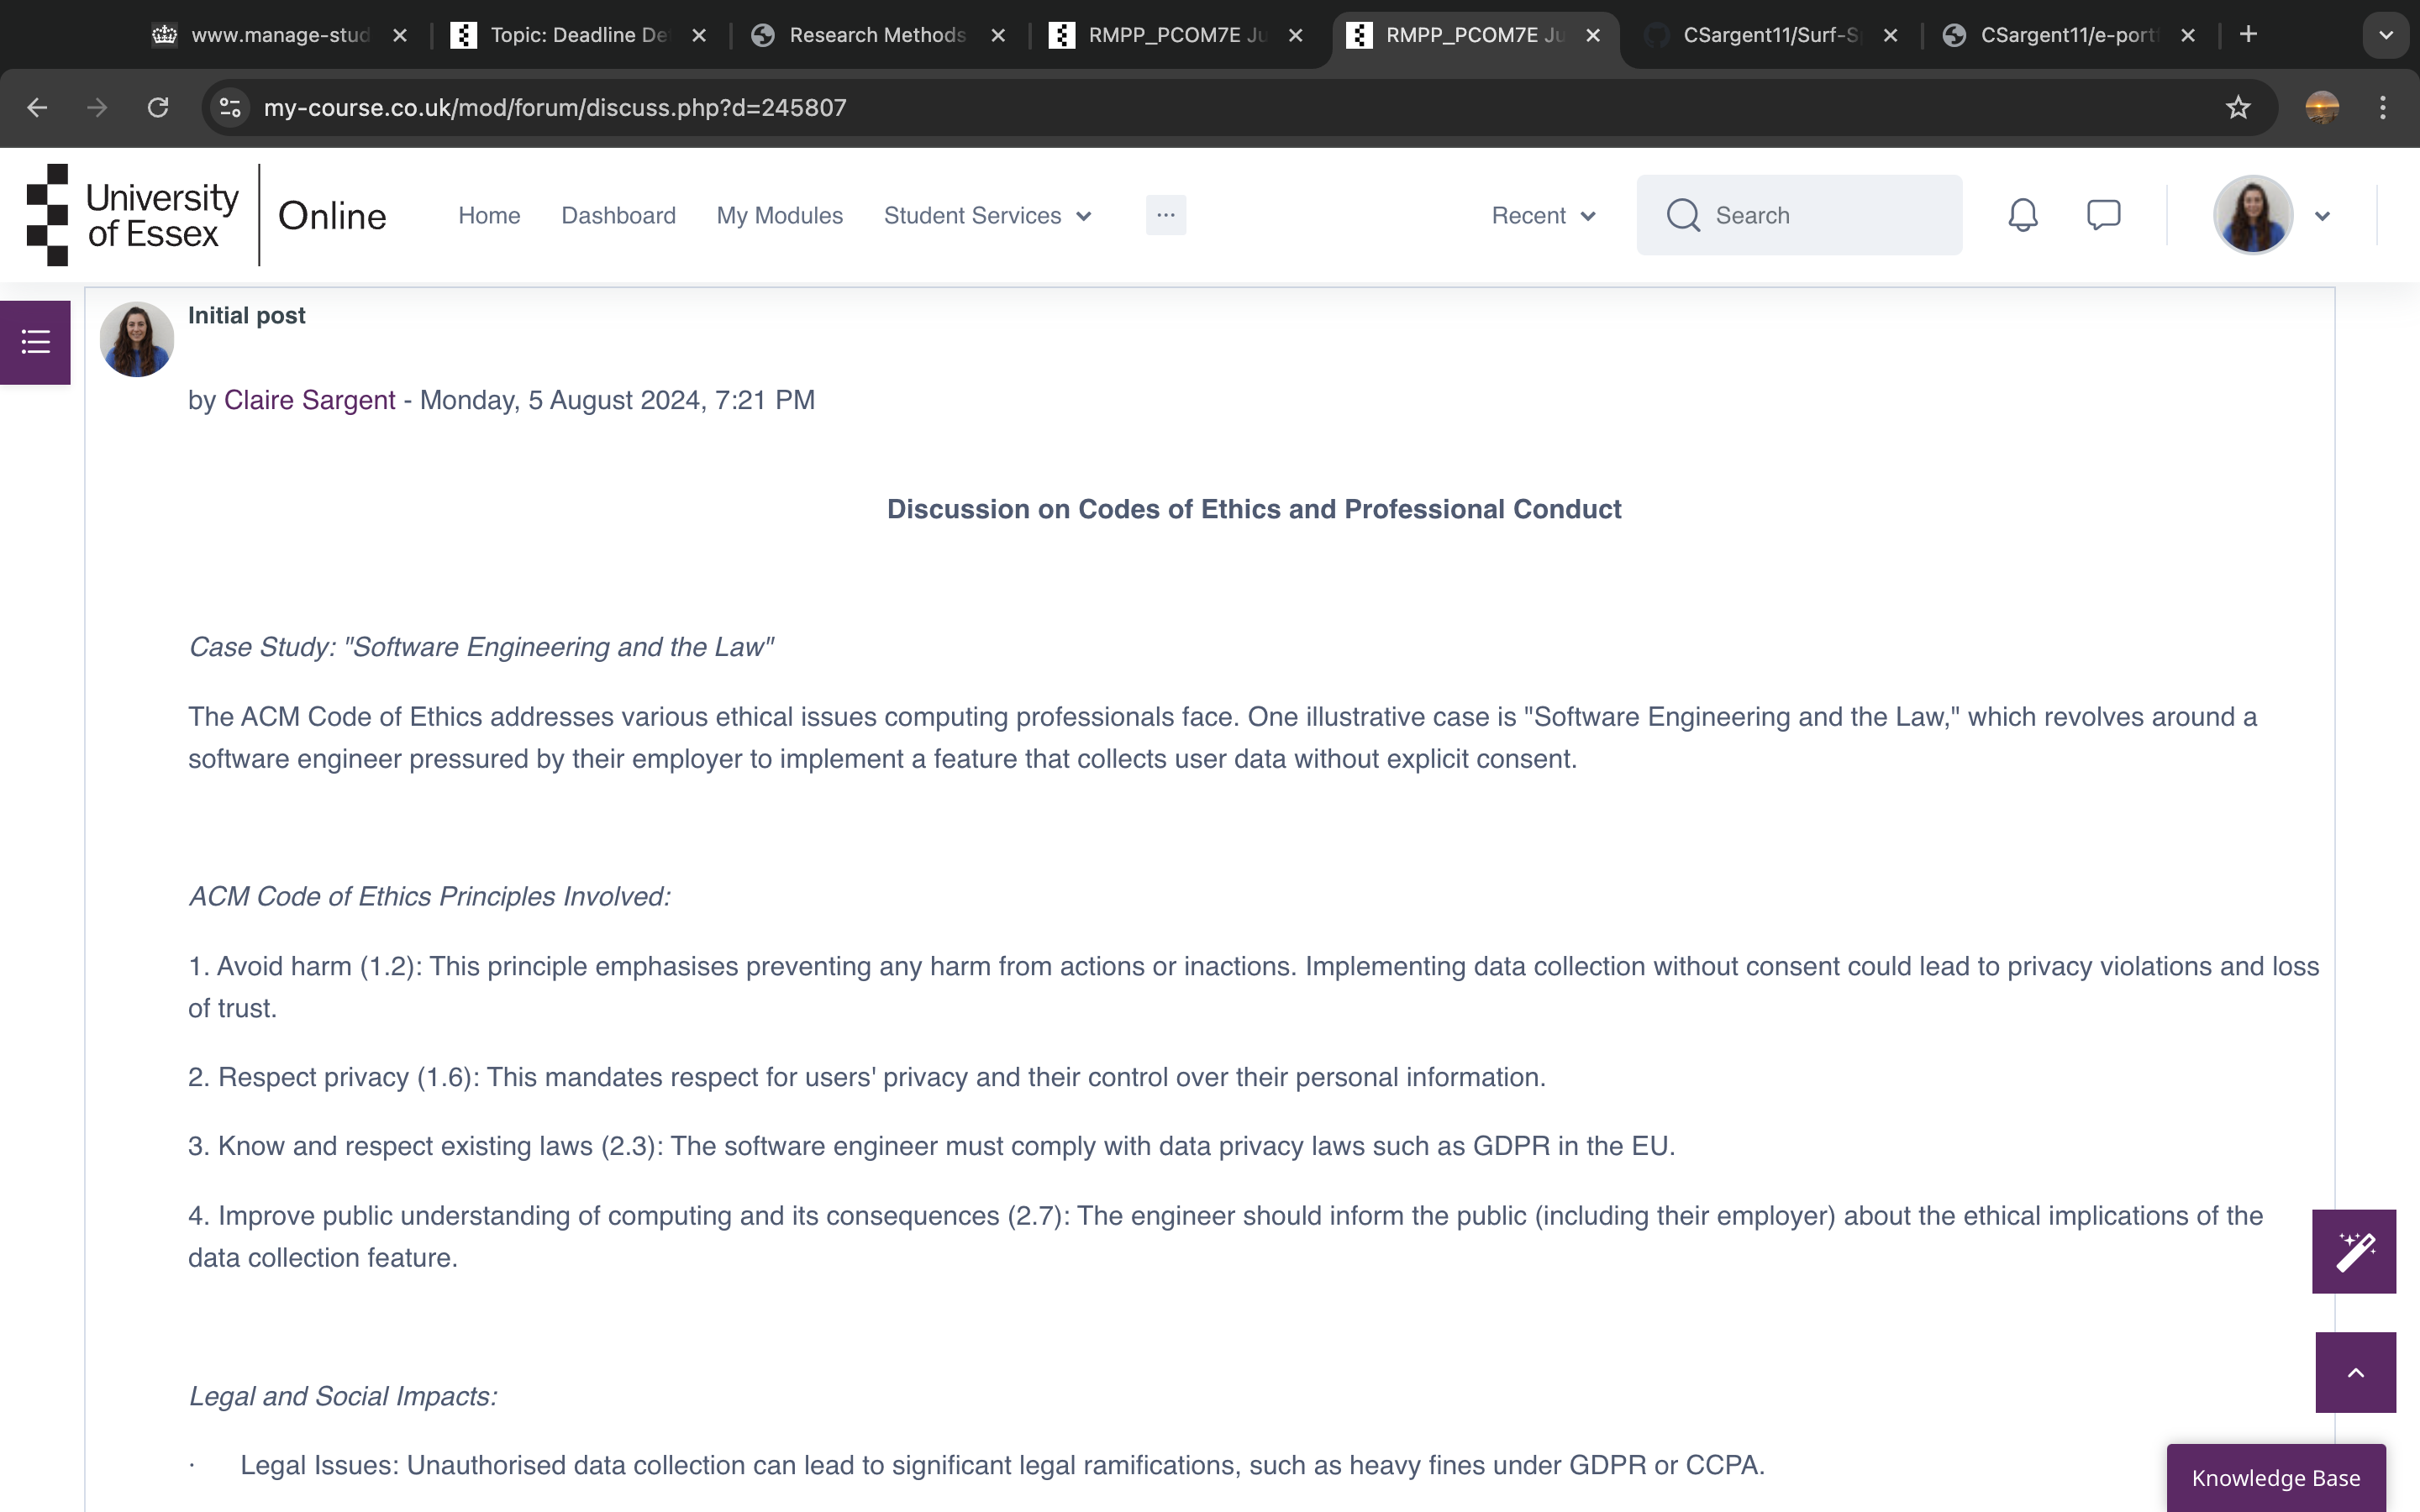 www.manage-stud
Topic: Deadline De
Research Methods
RMPP_PCOM7E Ju
RMPP_PCOM7E Ju
CSargent11/Surf-S
CSargent11/e-port
my-course.co.uk/mod/forum/discuss.php?d=245807
University
of Essex
Online
Home
Dashboard
My Modules
Student Services
Recent
Search
Initial post
by Claire Sargent - Monday, 5 August 2024, 7:21 PM
Discussion on Codes of Ethics and Professional Conduct
Case Study: "Software Engineering and the Law"
The ACM Code of Ethics addresses various ethical issues computing professionals face. One illustrative case is "Software Engineering and the Law," which revolves around a
software engineer pressured by their employer to implement a feature that collects user data without explicit consent.
ACM Code of Ethics Principles Involved:
1. Avoid harm (1.2): This principle emphasises preventing any harm from actions or inactions. Implementing data collection without consent could lead to privacy violations and loss
of trust.
2. Respect privacy (1.6): This mandates respect for users' privacy and their control over their personal information.
3. Know and respect existing laws (2.3): The software engineer must comply with data privacy laws such as GDPR in the EU.
4. Improve public understanding of computing and its consequences (2.7): The engineer should inform the public (including their employer) about the ethical implications of the
data collection feature.
Legal and Social Impacts:
· Legal Issues: Unauthorised data collection can lead to significant legal ramifications, such as heavy fines under GDPR or CCPA.
Knowledge Base